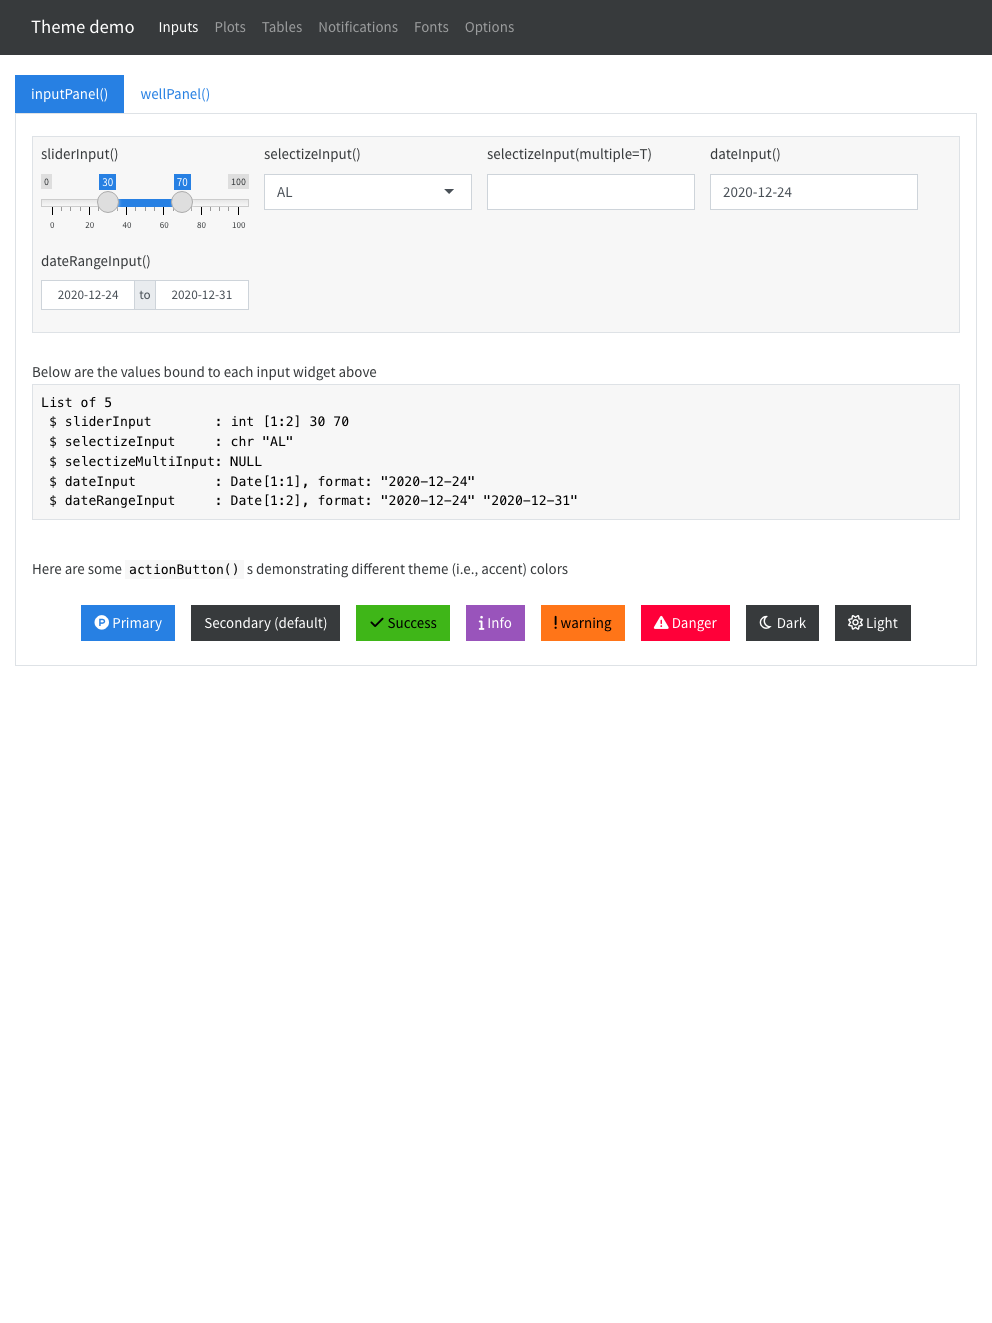 Theme demo Inputs Plots Tables Notifications Fonts Options
inputPanel() wellPanel()
sliderInput() selectizeInput() selectizeInput(multiple=T) dateInput()
0 30 70 100
AL 2020-12-24
0 20 40 60 80 100
dateRangeInput()
2020-12-24 to 2020-12-31
Below are the values bound to each input widget above
List of 5
 $ sliderInput        : int [1:2] 30 70
 $ selectizeInput     : chr "AL"
 $ selectizeMultiInput: NULL
 $ dateInput          : Date[1:1], format: "2020-12-24"
 $ dateRangeInput     : Date[1:2], format: "2020-12-24" "2020-12-31"
Here are some actionButton() s demonstrating different theme (i.e., accent) colors
Primary Secondary (default) Success Info warning Danger Dark Light